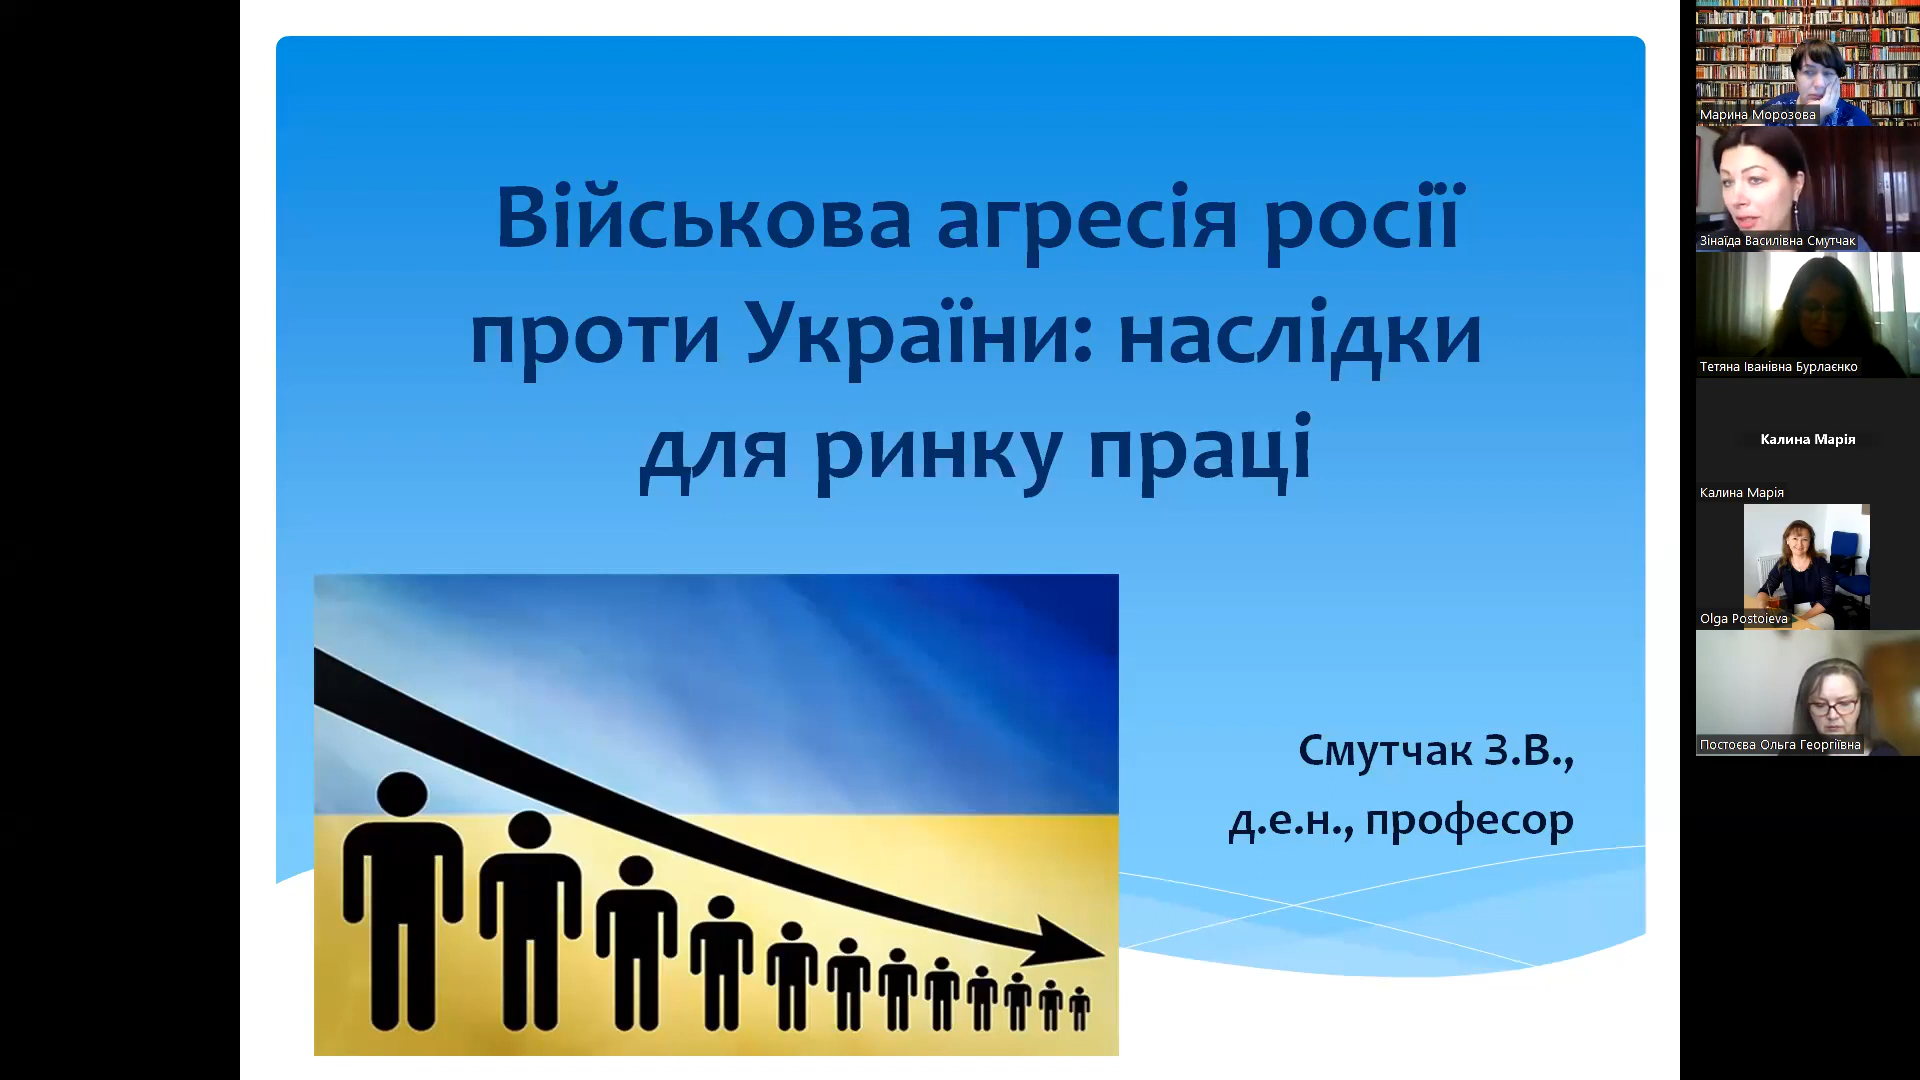 Військова агресія росії
проти України: наслідки
для ринку праці
Смутчак З.В.,
д.е.н., професор
Марина Морозова
Зінаїда Василівна Смутчак
Тетяна Іванівна Бурлаєнко
Калина Марія
Калина Марія
Olga Postoieva
Постоєва Ольга Георгіївна